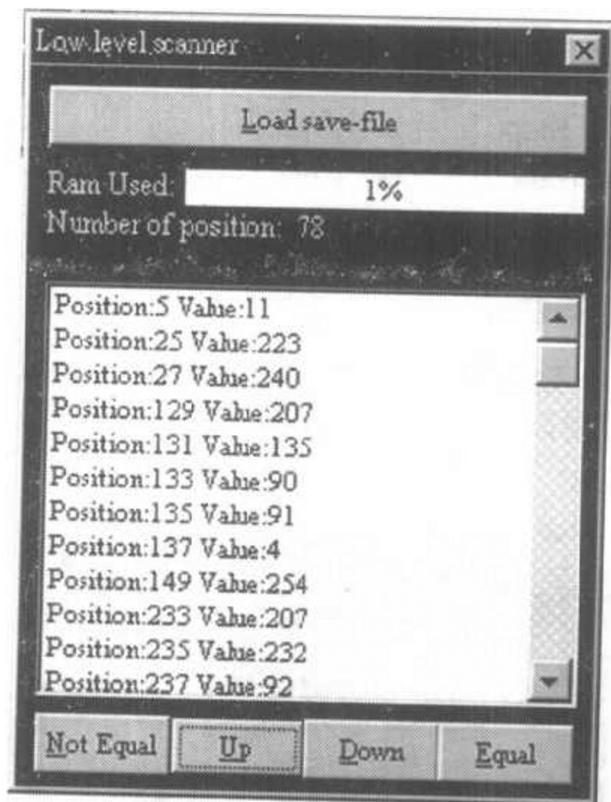 Low level scanner
Load save-file
Ram Used: 1%
Number of position: 78
Position:5 Value:11
Position:25 Value:223
Position:27 Value:240
Position:129 Value:207
Position:131 Value:135
Position:133 Value:90
Position:135 Value:91
Position:137 Value:4
Position:149 Value:254
Position:233 Value:207
Position:235 Value:232
Position:237 Value:92
Not Equal Up Down Equal